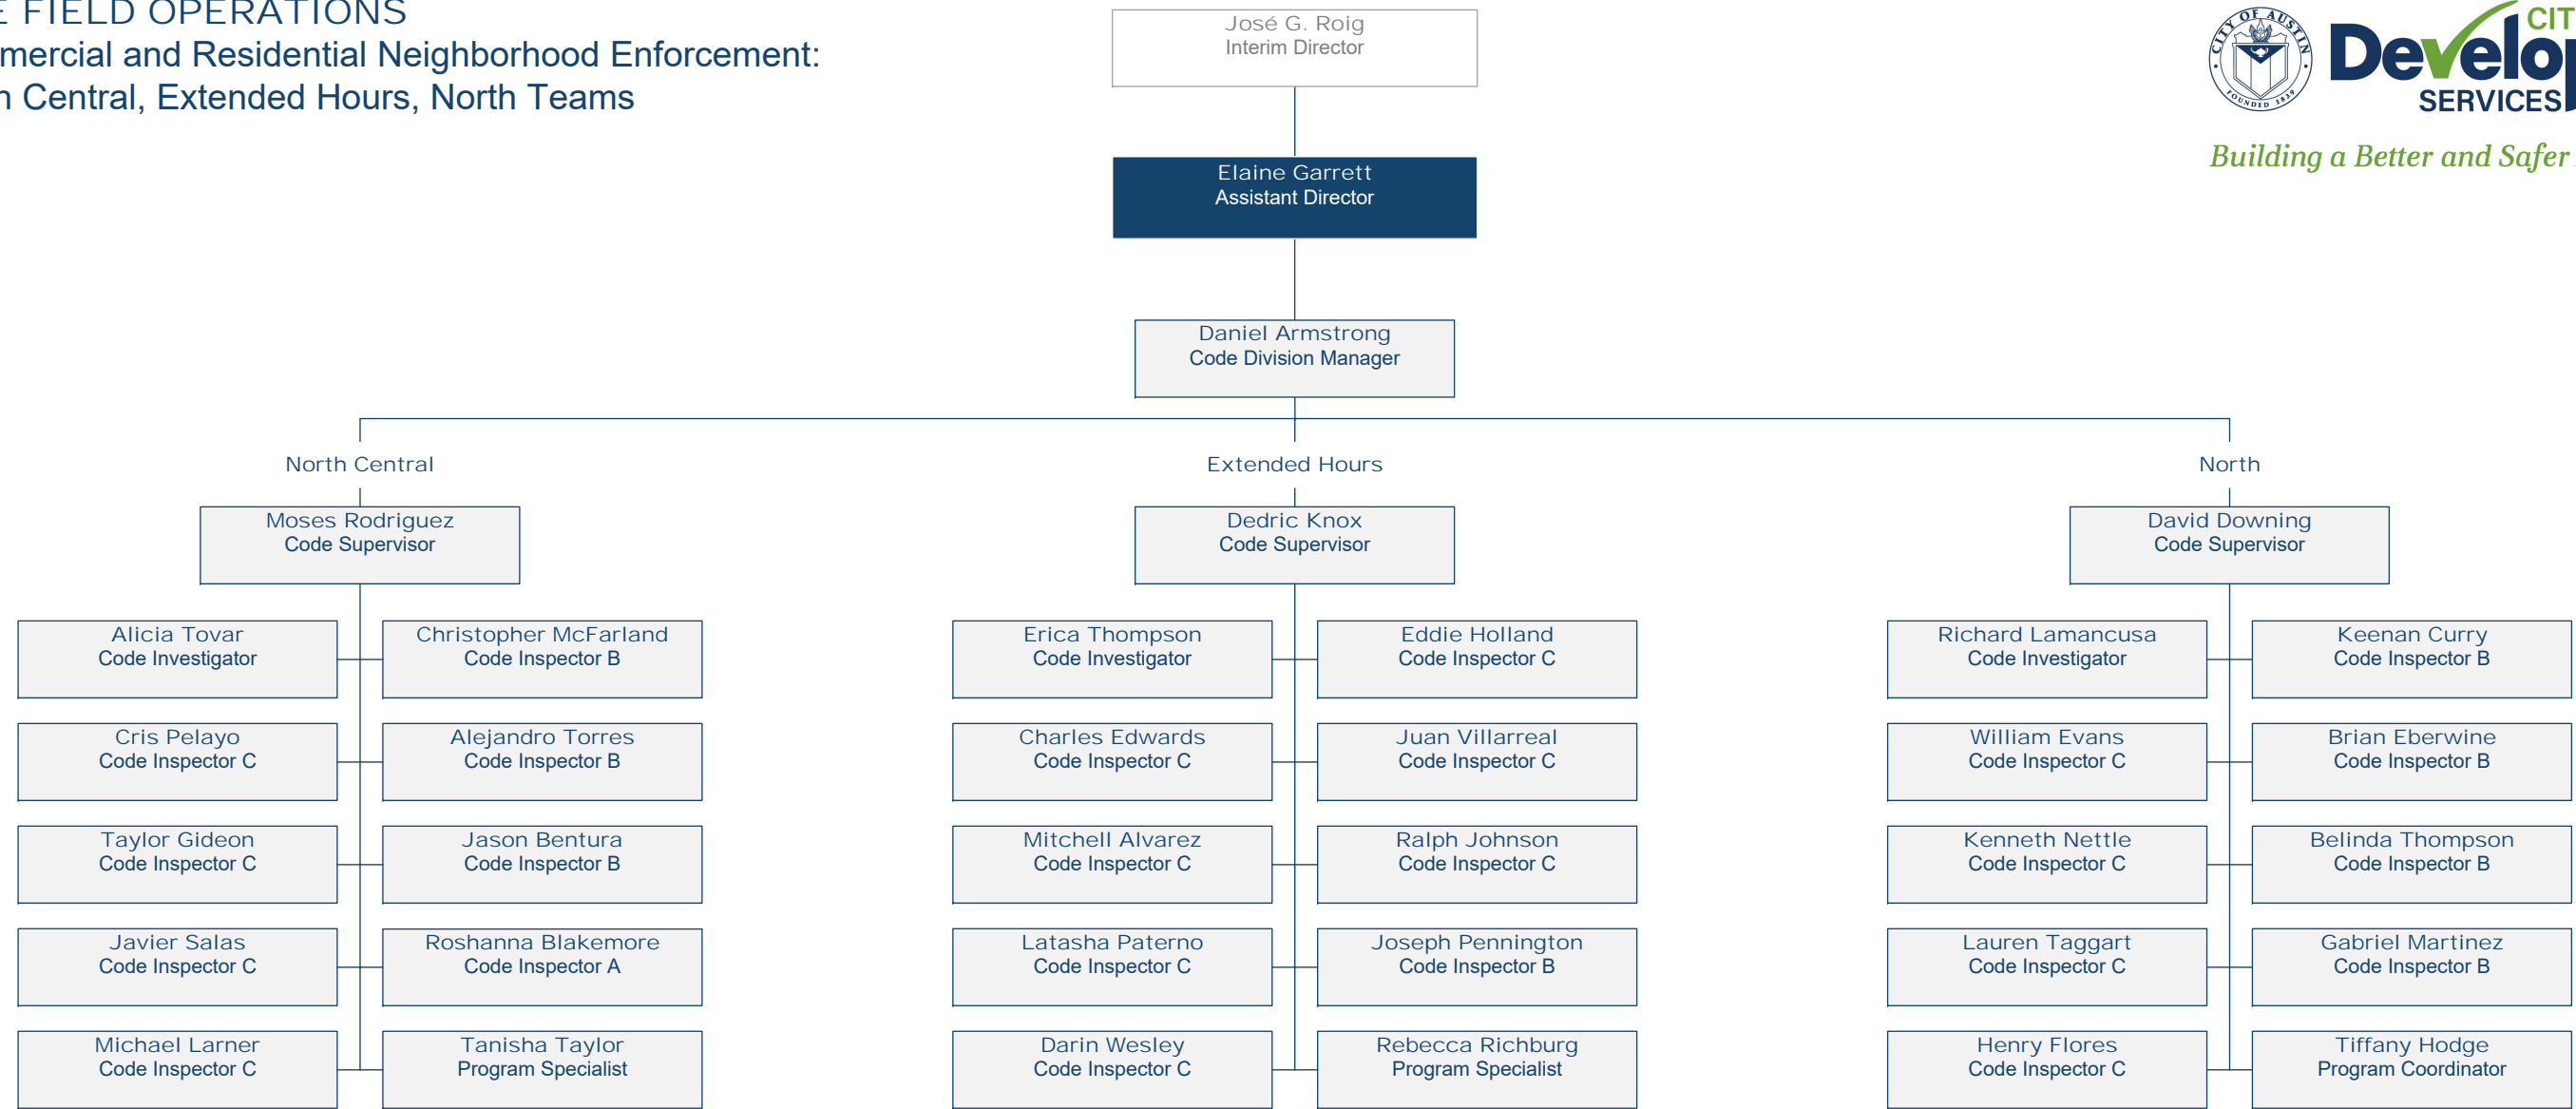 E FIELD OPERATIONS
mercial and Residential Neighborhood Enforcement:
n Central, Extended Hours, North Teams
José G. Roig
Interim Director
CITY OF AUSTIN
FOUNDED 1839
CIT
Develop
SERVICES
Building a Better and Safer
Elaine Garrett
Assistant Director
Daniel Armstrong
Code Division Manager
North Central
Moses Rodriguez
Code Supervisor
Alicia Tovar
Code Investigator
Christopher McFarland
Code Inspector B
Cris Pelayo
Code Inspector C
Alejandro Torres
Code Inspector B
Taylor Gideon
Code Inspector C
Jason Bentura
Code Inspector B
Javier Salas
Code Inspector C
Roshanna Blakemore
Code Inspector A
Michael Larner
Code Inspector C
Tanisha Taylor
Program Specialist
Extended Hours
Dedric Knox
Code Supervisor
Erica Thompson
Code Investigator
Eddie Holland
Code Inspector C
Charles Edwards
Code Inspector C
Juan Villarreal
Code Inspector C
Mitchell Alvarez
Code Inspector C
Ralph Johnson
Code Inspector C
Latasha Paterno
Code Inspector C
Joseph Pennington
Code Inspector B
Darin Wesley
Code Inspector C
Rebecca Richburg
Program Specialist
North
David Downing
Code Supervisor
Richard Lamancusa
Code Investigator
Keenan Curry
Code Inspector B
William Evans
Code Inspector C
Brian Eberwine
Code Inspector B
Kenneth Nettle
Code Inspector C
Belinda Thompson
Code Inspector B
Lauren Taggart
Code Inspector C
Gabriel Martinez
Code Inspector B
Henry Flores
Code Inspector C
Tiffany Hodge
Program Coordinator